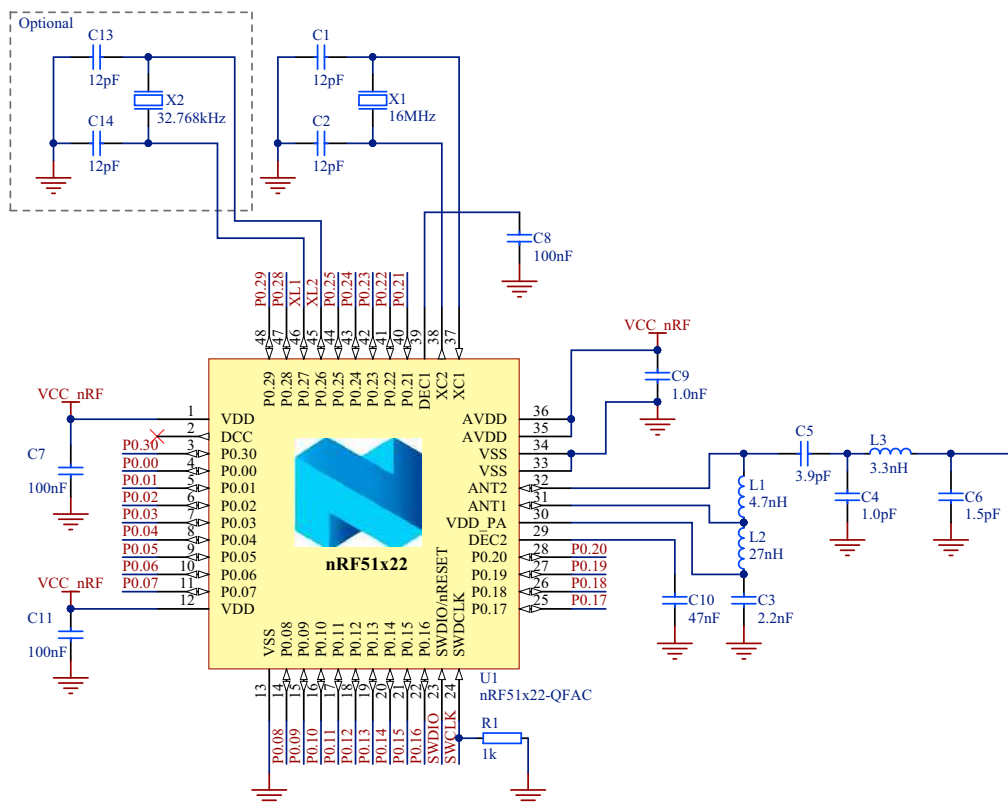 Optional
C13
12pF
X2
32.768kHz
C14
12pF
C1
12pF
X1
16MHz
C2
12pF
C8
100nF
P0.29
P0.28
XL1
XL2
P0.25
P0.24
P0.23
P0.22
P0.21
48
47
46
45
44
43
42
41
40
39
38
37
P0.29
P0.28
P0.27
P0.26
P0.25
P0.24
P0.23
P0.22
P0.21
DEC1
XC2
XC1
VCC_nRF
C7
100nF
VCC_nRF
C11
100nF
P0.30
P0.00
P0.01
P0.02
P0.03
P0.04
P0.05
P0.06
P0.07
1 VDD
2 DCC
3 P0.30
4 P0.00
5 P0.01
6 P0.02
7 P0.03
8 P0.04
9 P0.05
10 P0.06
11 P0.07
12 VDD
nRF51x22
AVDD 36
AVDD 35
VSS 34
VSS 33
ANT2 32
ANT1 31
VDD_PA 30
DEC2 29
P0.20 28 P0.20
P0.19 27 P0.19
P0.18 26 P0.18
P0.17 25 P0.17
VCC_nRF
C9
1.0nF
C5
3.9pF
L3
3.3nH
L1
4.7nH
C4
1.0pF
C6
1.5pF
L2
27nH
C10
47nF
C3
2.2nF
VSS
P0.08
P0.09
P0.10
P0.11
P0.12
P0.13
P0.14
P0.15
P0.16
SWDIO/nRESET
SWDCLK
13
14
15
16
17
18
19
20
21
22
23
24
P0.08
P0.09
P0.10
P0.11
P0.12
P0.13
P0.14
P0.15
P0.16
SWDIO
SWCLK
U1
nRF51x22-QFAC
R1
1k